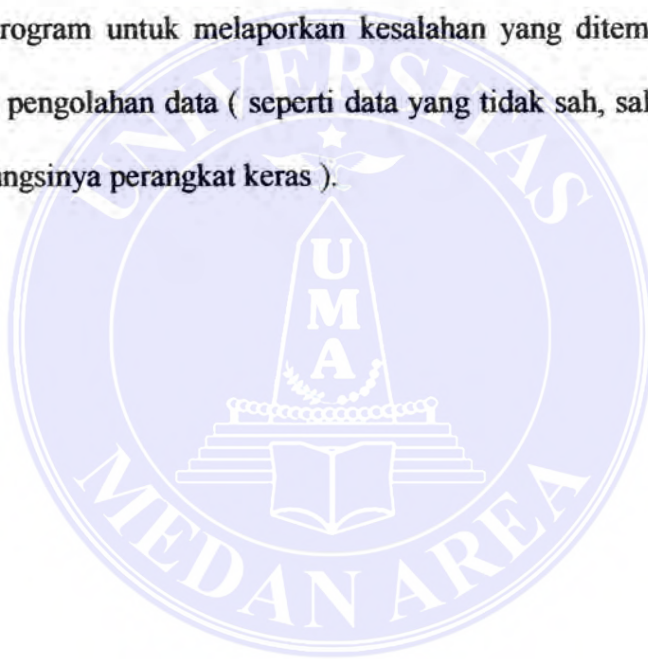 rogram untuk melaporkan kesalahan yang ditem
pengolahan data ( seperti data yang tidak sah, sal
ungsinya perangkat keras ).
UNIVERSITAS
UMA
MEDAN AREA